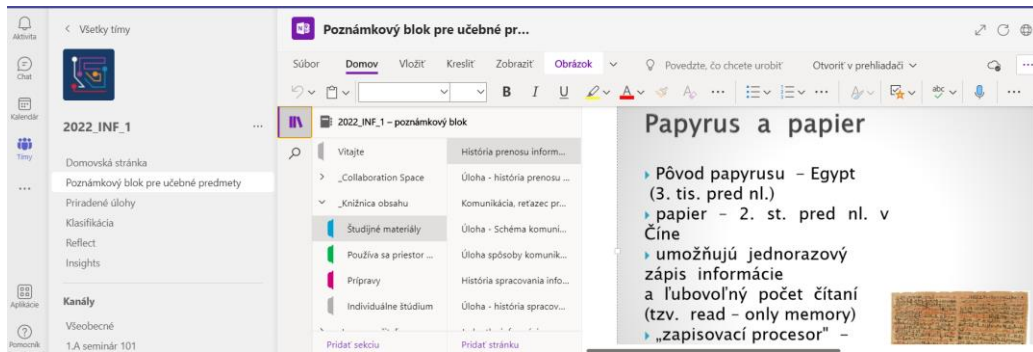 Aktivita
Chat
Kalendár
Tímy
Aplikácie
Pomocník
Všetky tímy
2022_INF_1
Domovská stránka
Poznámkový blok pre učebné predmety
Priradené úlohy
Klasifikácia
Reflect
Insights
Kanály
Všeobecné
1.A seminár 101
Poznámkový blok pre učebné pr...
Súbor Domov Vložiť Kresliť Zobraziť Obrázok Povedzte, čo chcete urobiť Otvoriť v prehliadači
B I U
2022_INF_1 – poznámkový blok
Vitajte
_Collaboration Space
_Knižnica obsahu
Študijné materiály
Používa sa priestor ...
Prípravy
Individuálne štúdium
Pridať sekciu
História prenosu inform...
Úloha - história prenosu ...
Komunikácia, reťazec pr...
Úloha - Schéma komuni...
Úloha spôsoby komunik...
História spracovania info...
Úloha - história spracov...
Pridať stránku
Papyrus a papier
Pôvod papyrusu – Egypt
(3. tis. pred nl.)
papier – 2. st. pred nl. v
Číne
umožňujú jednorazový
zápis informácie
a ľubovoľný počet čítaní
(tzv. read – only memory)
„zapisovací procesor" –